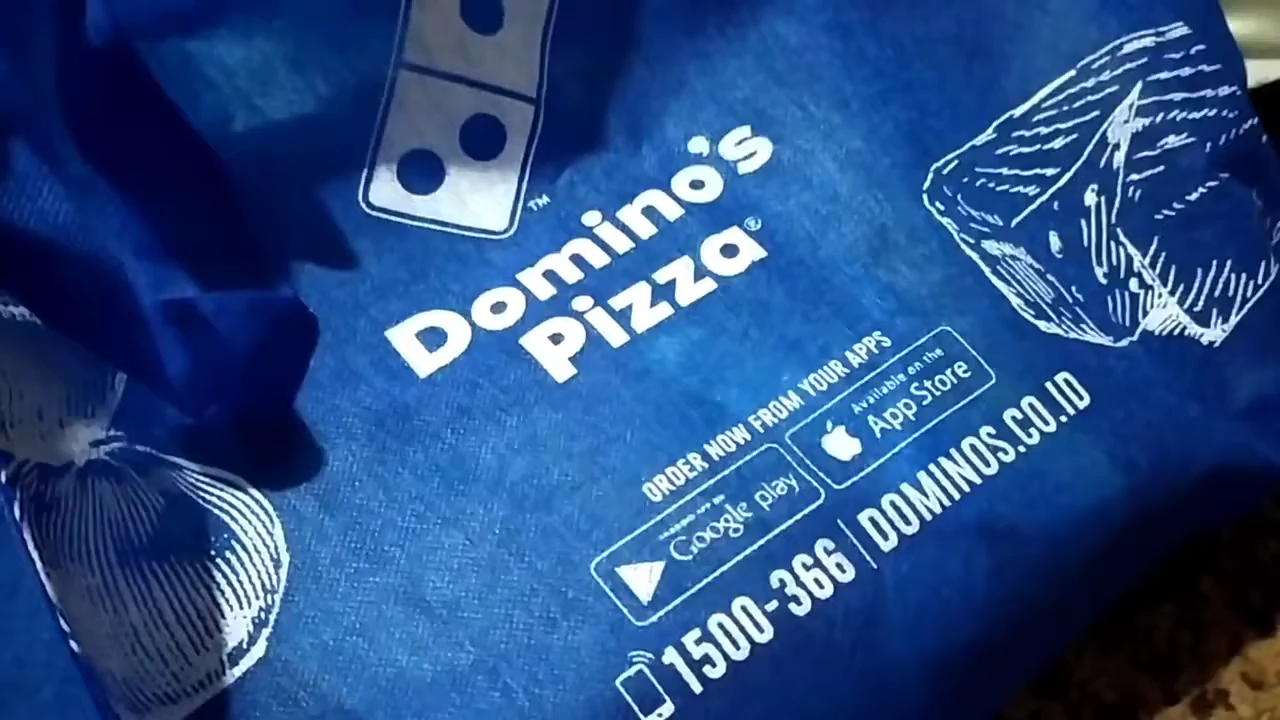 ™
Domino's
Pizza®
ORDER NOW FROM YOUR APPS
Google play
Available on the
App Store
1500-366 | DOMINOS.CO.ID